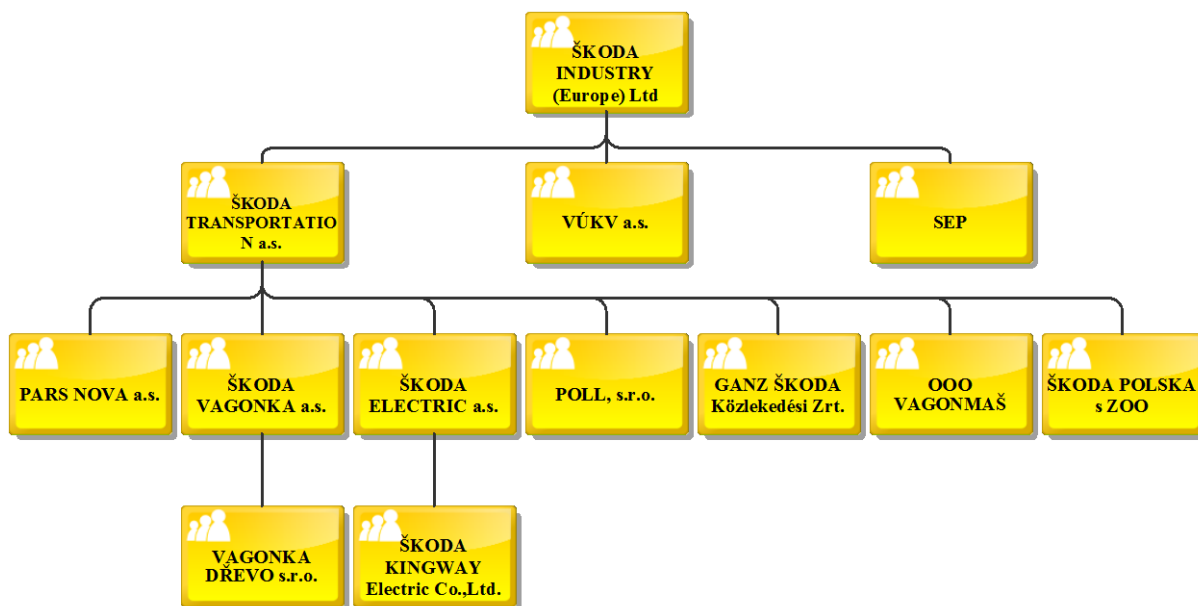 ŠKODA
INDUSTRY
(Europe) Ltd
ŠKODA
TRANSPORTATIO
N a.s.
VÚKV a.s.
SEP
PARS NOVA a.s.
ŠKODA
VAGONKA a.s.
ŠKODA
ELECTRIC a.s.
POLL, s.r.o.
GANZ ŠKODA
Közlekedési Zrt.
OOO
VAGONMAŠ
ŠKODA POLSKA
s ZOO
VAGONKA
DŘEVO s.r.o.
ŠKODA
KINGWAY
Electric Co.,Ltd.